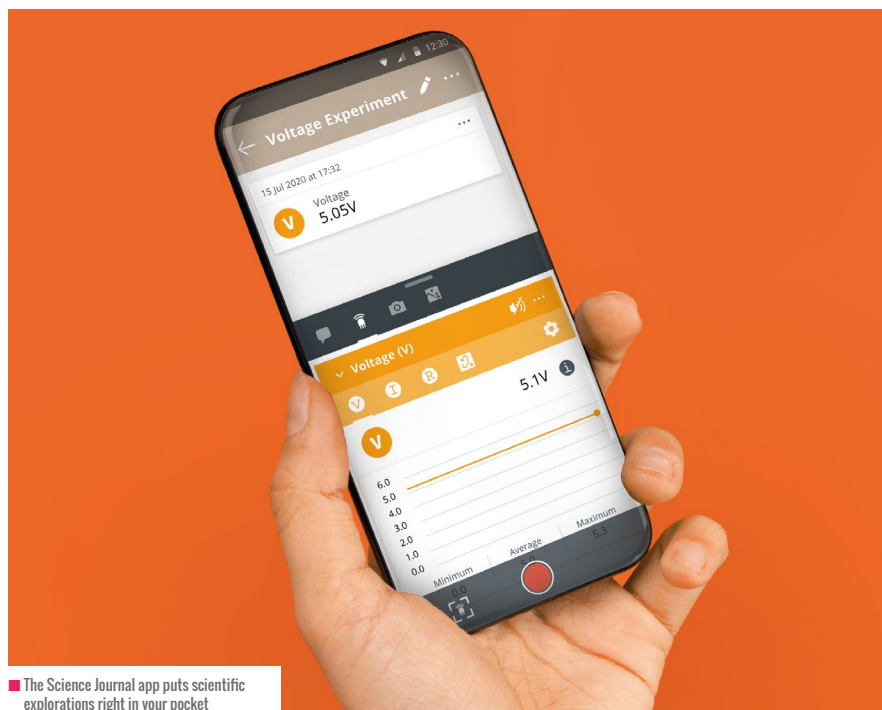 12:30
Voltage Experiment
15 Jul 2020 at 17:32
Voltage
V
5.05V
Voltage (V)
V I R
5.1V i
V
6.0
5.0
4.0
3.0
2.0
1.0
0.0
Minimum Average Maximum
0.0 5.3
The Science Journal app puts scientific
explorations right in your pocket